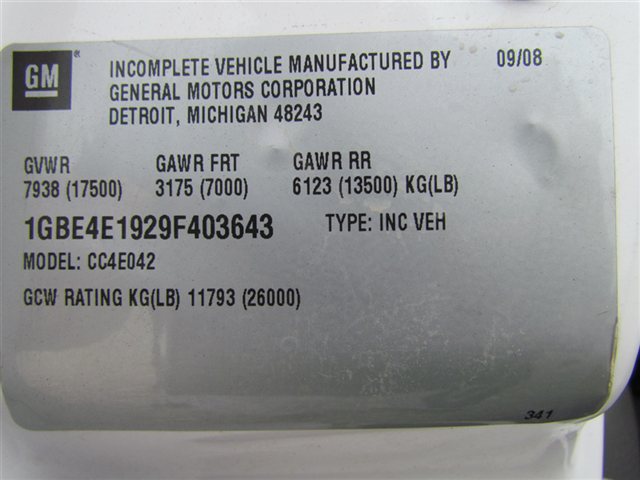 GM®
INCOMPLETE VEHICLE MANUFACTURED BY 09/08
GENERAL MOTORS CORPORATION
DETROIT, MICHIGAN 48243
GVWR GAWR FRT GAWR RR
7938 (17500) 3175 (7000) 6123 (13500) KG(LB)
1GBE4E1929F403643 TYPE: INC VEH
MODEL: CC4E042
GCW RATING KG(LB) 11793 (26000)
341